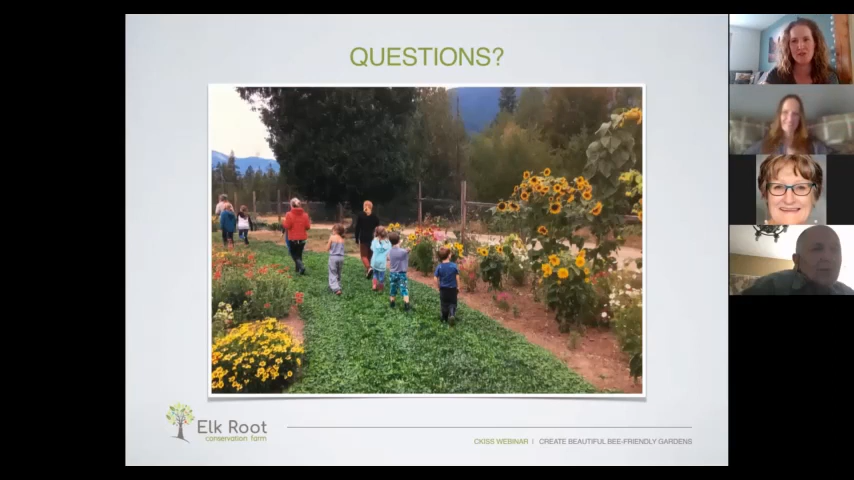 QUESTIONS?
Elk Root
conservation farm
CKISS WEBINAR | CREATE BEAUTIFUL BEE-FRIENDLY GARDENS